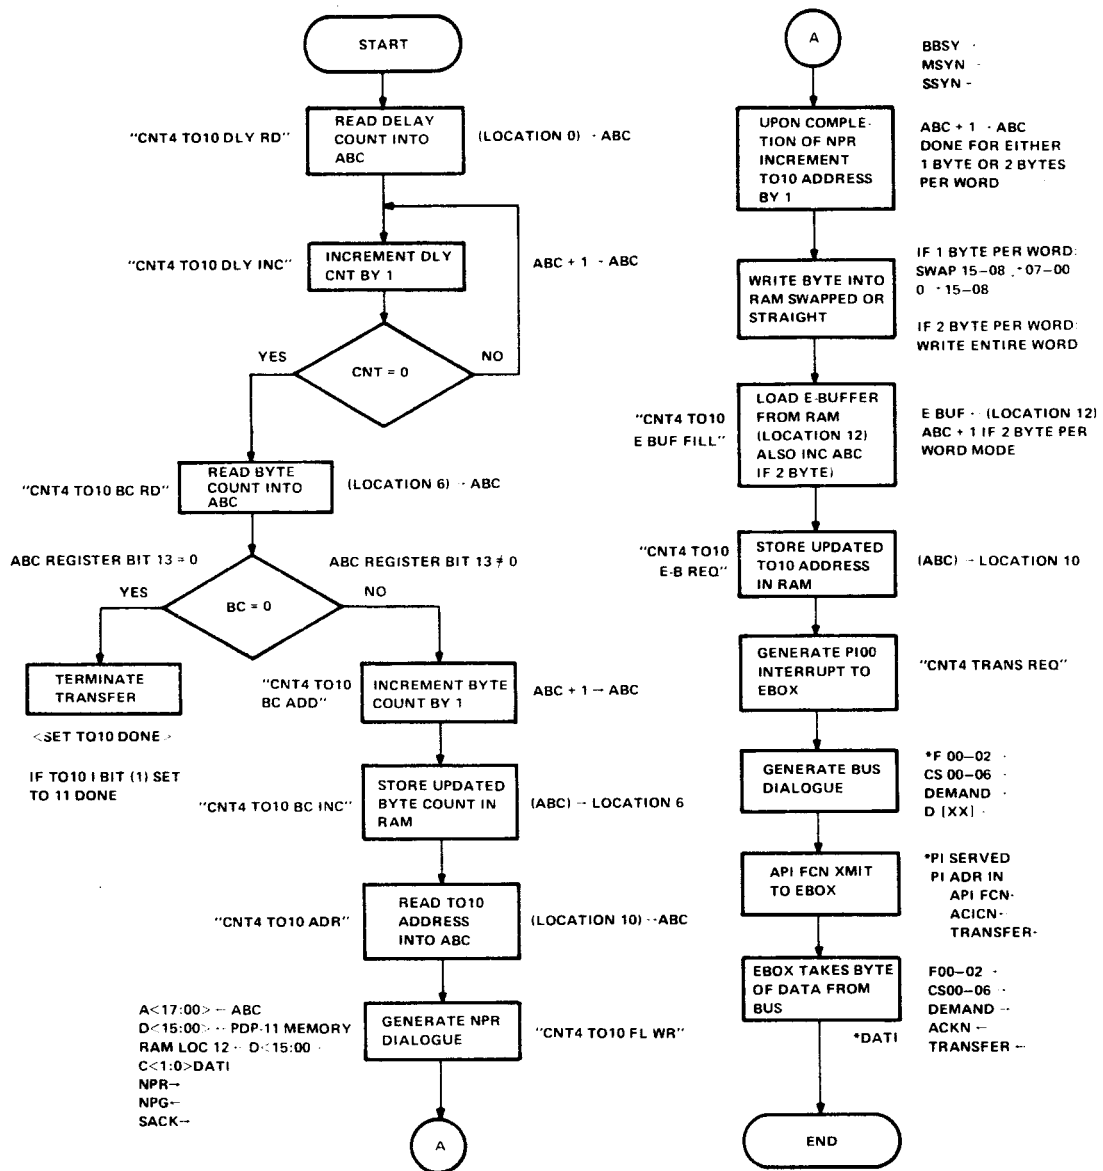 START
"CNT4 TO10 DLY RD"
READ DELAY
COUNT INTO
ABC
(LOCATION 0) - ABC
"CNT4 TO10 DLY INC"
INCREMENT DLY
CNT BY 1
ABC + 1 - ABC
YES
CNT = 0
NO
"CNT4 TO10 BC RD"
READ BYTE
COUNT INTO
ABC
(LOCATION 6) - ABC
ABC REGISTER BIT 13 = 0
ABC REGISTER BIT 13 ≠ 0
YES
BC = 0
NO
TERMINATE
TRANSFER
<SET TO10 DONE>
IF TO10 I BIT (1) SET
TO 11 DONE
"CNT4 TO10
BC ADD"
INCREMENT BYTE
COUNT BY 1
ABC + 1 → ABC
"CNT4 TO10 BC INC"
STORE UPDATED
BYTE COUNT IN
RAM
(ABC) → LOCATION 6
"CNT4 TO10 ADR"
READ TO10
ADDRESS
INTO ABC
(LOCATION 10) → ABC
A<17:00> ← ABC
D<15:00> ← PDP-11 MEMORY
RAM LOC 12 ← D<15:00
C<1:0>DATI
NPR→
NPG←
SACK→
GENERATE NPR
DIALOGUE
"CNT4 TO10 FL WR"
A
A
BBSY -
MSYN -
SSYN -
UPON COMPLE-
TION OF NPR
INCREMENT
TO10 ADDRESS
BY 1
ABC + 1 - ABC
DONE FOR EITHER
1 BYTE OR 2 BYTES
PER WORD
WRITE BYTE INTO
RAM SWAPPED OR
STRAIGHT
IF 1 BYTE PER WORD:
SWAP 15-08 - 07-00
0 - 15-08
IF 2 BYTE PER WORD:
WRITE ENTIRE WORD
"CNT4 TO10
E BUF FILL"
LOAD E-BUFFER
FROM RAM
(LOCATION 12)
ALSO INC ABC
IF 2 BYTE)
E BUF - (LOCATION 12)
ABC + 1 IF 2 BYTE PER
WORD MODE
"CNT4 TO10
E-B REQ"
STORE UPDATED
TO10 ADDRESS
IN RAM
(ABC) → LOCATION 10
GENERATE PI00
INTERRUPT TO
EBOX
"CNT4 TRANS REQ"
GENERATE BUS
DIALOGUE
*F 00-02 -
CS 00-06 -
DEMAND -
D [XX] -
API FCN XMIT
TO EBOX
*PI SERVED
PI ADR IN
API FCN-
ACICN-
TRANSFER-
EBOX TAKES BYTE
OF DATA FROM
BUS
*DATI
F00-02 -
CS00-06 -
DEMAND →
ACKN ←
TRANSFER ←
END